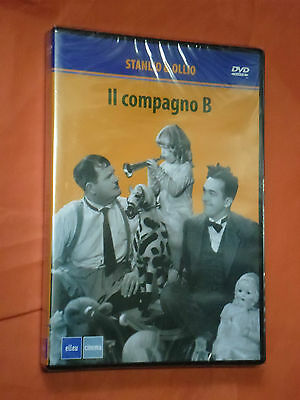 STANLIO & OLLIO
DVD
Il compagno B
elleu cinema